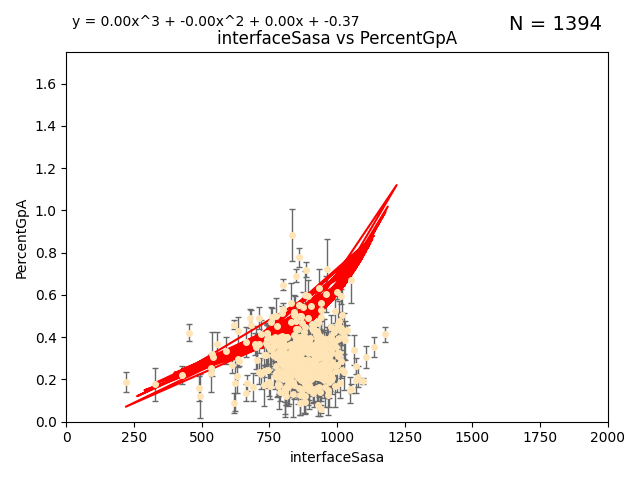 y = 0.00x^3 + -0.00x^2 + 0.00x + -0.37
N = 1394
interfaceSasa vs PercentGpA
PercentGpA
1.6
1.4
1.2
1.0
0.8
0.6
0.4
0.2
0.0
0 250 500 750 1000 1250 1500 1750 2000
interfaceSasa